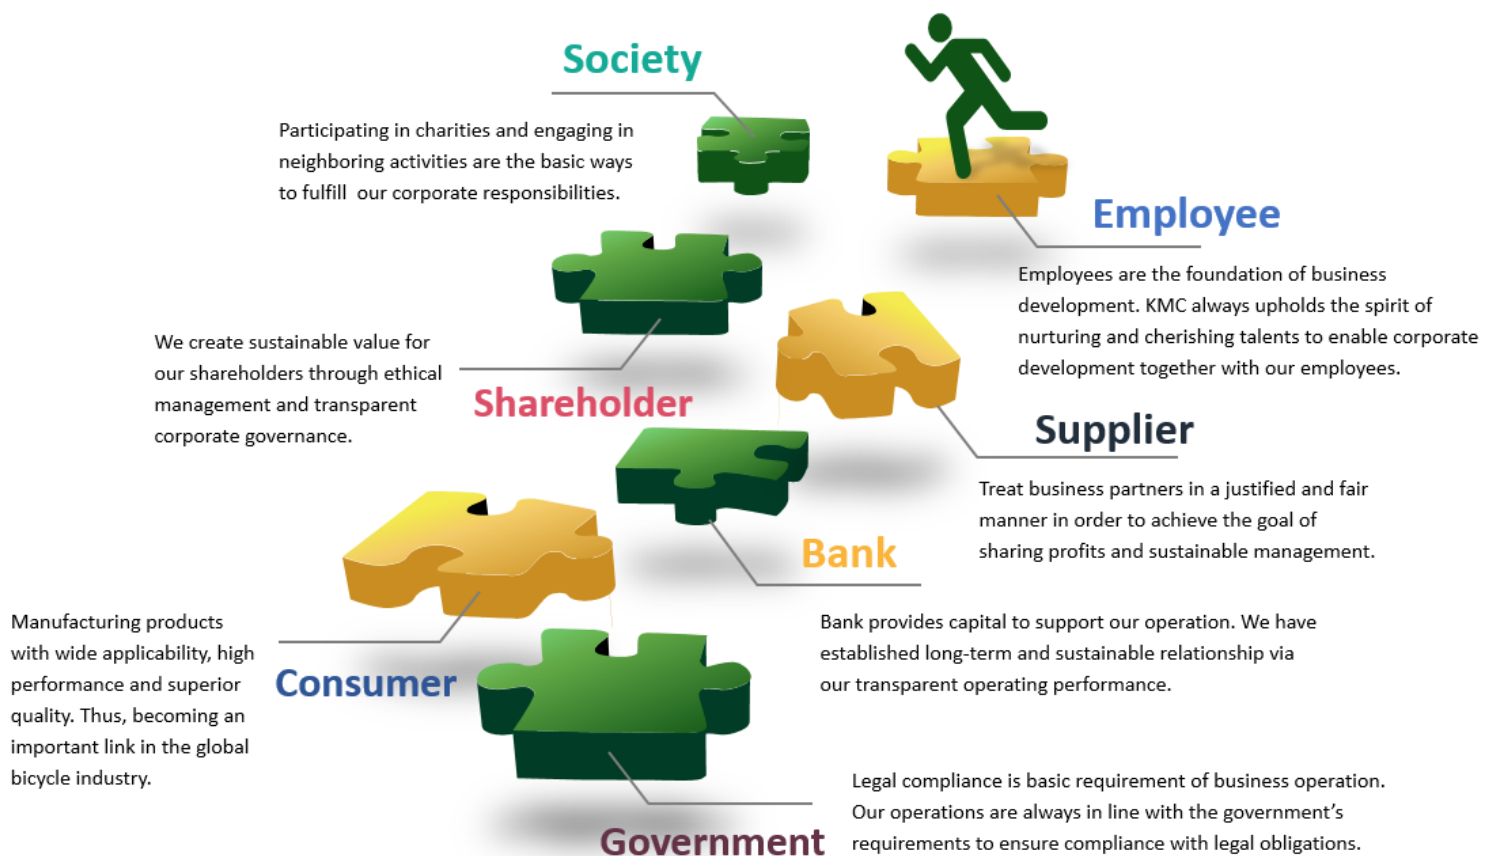 Society
Participating in charities and engaging in
neighboring activities are the basic ways
to fulfill  our corporate responsibilities.
Employee
Employees are the foundation of business
development. KMC always upholds the spirit of
nurturing and cherishing talents to enable corporate
development together with our employees.
We create sustainable value for
our shareholders through ethical
management and transparent
corporate governance.
Shareholder
Supplier
Treat business partners in a justified and fair
manner in order to achieve the goal of
sharing profits and sustainable management.
Bank
Bank provides capital to support our operation. We have
established long-term and sustainable relationship via
our transparent operating performance.
Manufacturing products
with wide applicability, high
performance and superior
quality. Thus, becoming an
important link in the global
bicycle industry.
Consumer
Legal compliance is basic requirement of business operation.
Our operations are always in line with the government’s
requirements to ensure compliance with legal obligations.
Government